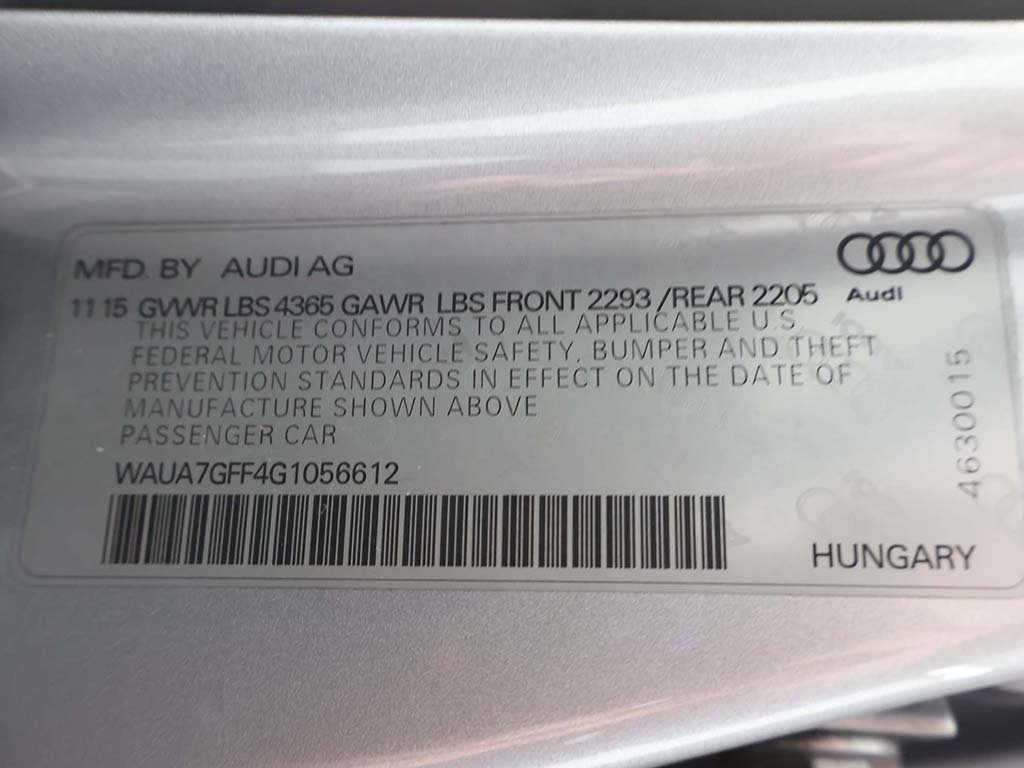 MFD. BY AUDI AG
Audi
11 15 GVWR LBS 4365 GAWR LBS FRONT 2293 /REAR 2205
THIS VEHICLE CONFORMS TO ALL APPLICABLE U.S.
FEDERAL MOTOR VEHICLE SAFETY, BUMPER AND THEFT
PREVENTION STANDARDS IN EFFECT ON THE DATE OF
MANUFACTURE SHOWN ABOVE
PASSENGER CAR
WAUA7GFF4G1056612
HUNGARY
4630015